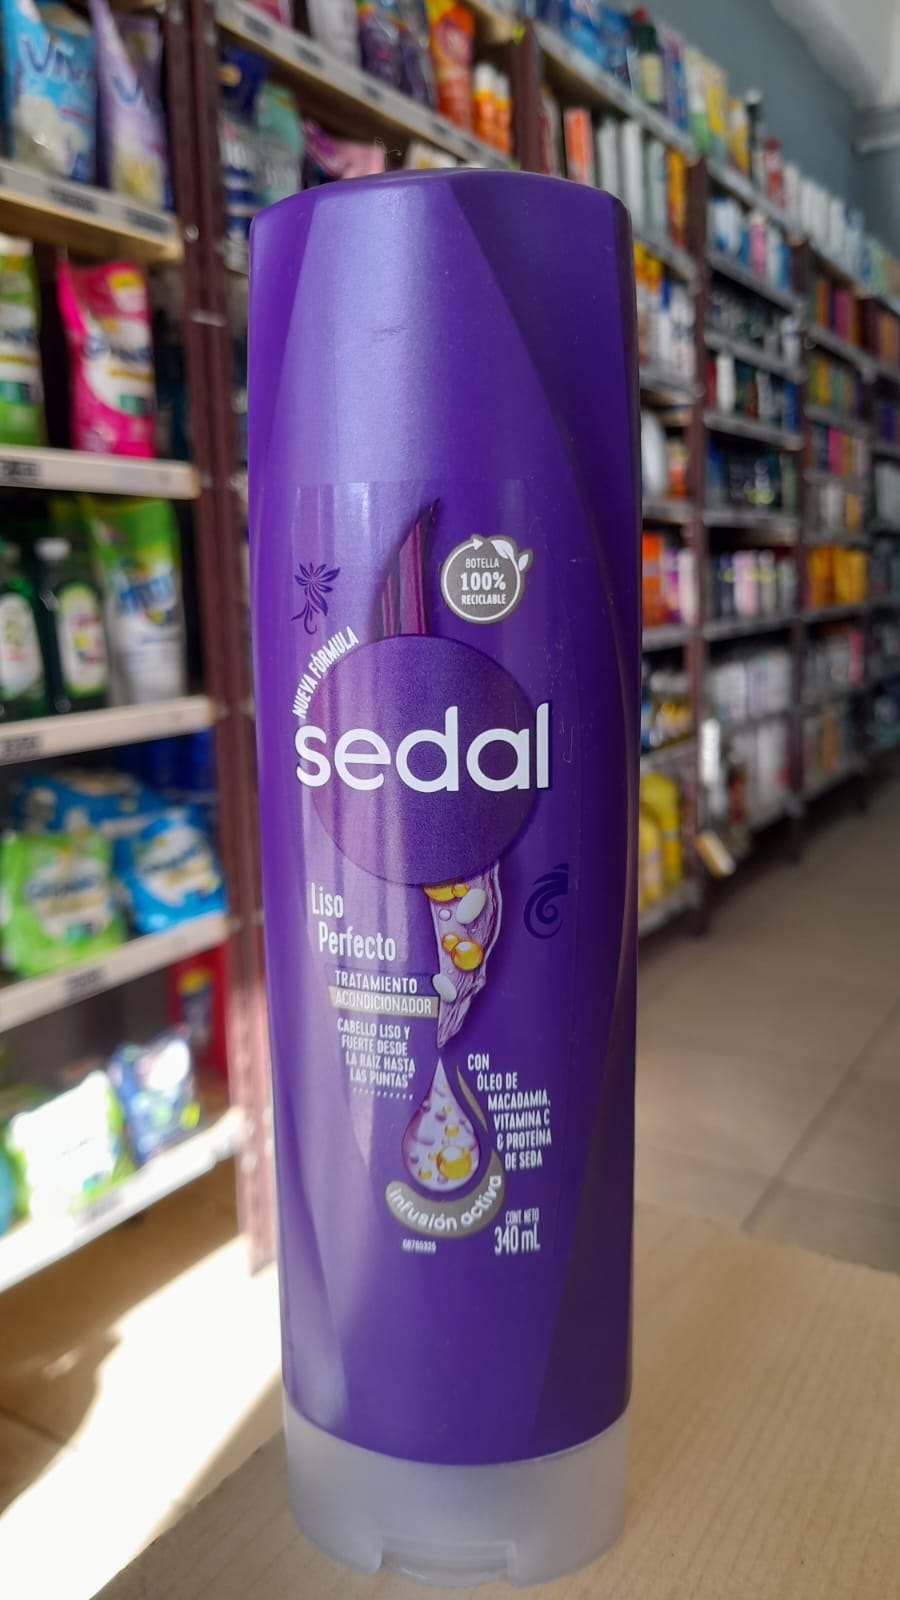 BOTELLA
100%
RECICLABLE
NUEVA FÓRMULA
sedal
Liso
Perfecto
TRATAMIENTO
ACONDICIONADOR
CABELLO LISO Y
FUERTE DESDE
LA RAÍZ HASTA
LAS PUNTAS*
CON
ÓLEO DE
MACADAMIA,
VITAMINA C
& PROTEÍNA
DE SEDA
infusión activa
CONT. NETO
340 mL